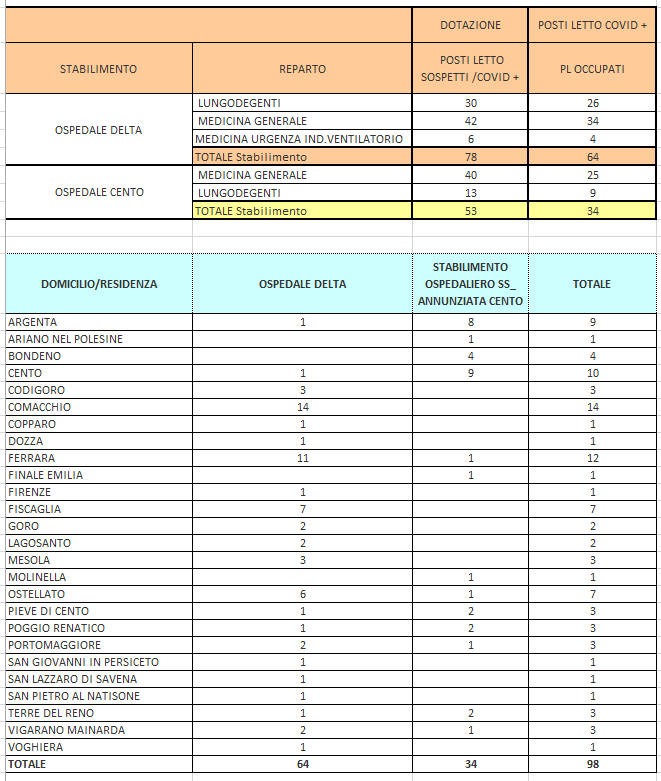 DOTAZIONE POSTI LETTO COVID +
STABILIMENTO REPARTO POSTI LETTO SOSPETTI /COVID + PL OCCUPATI
OSPEDALE DELTA
LUNGODEGENTI 30 26
MEDICINA GENERALE 42 34
MEDICINA URGENZA IND.VENTILATORIO 6 4
TOTALE Stabilimento 78 64
OSPEDALE CENTO
MEDICINA GENERALE 40 25
LUNGODEGENTI 13 9
TOTALE Stabilimento 53 34
DOMICILIO/RESIDENZA OSPEDALE DELTA STABILIMENTO OSPEDALIERO SS_ ANNUNZIATA CENTO TOTALE
ARGENTA 1 8 9
ARIANO NEL POLESINE 1 1
BONDENO 4 4
CENTO 1 9 10
CODIGORO 3 3
COMACCHIO 14 14
COPPARO 1 1
DOZZA 1 1
FERRARA 11 1 12
FINALE EMILIA 1 1
FIRENZE 1 1
FISCAGLIA 7 7
GORO 2 2
LAGOSANTO 2 2
MESOLA 3 3
MOLINELLA 1 1
OSTELLATO 6 1 7
PIEVE DI CENTO 1 2 3
POGGIO RENATICO 1 2 3
PORTOMAGGIORE 2 1 3
SAN GIOVANNI IN PERSICETO 1 1
SAN LAZZARO DI SAVENA 1 1
SAN PIETRO AL NATISONE 1 1
TERRE DEL RENO 1 2 3
VIGARANO MAINARDA 2 1 3
VOGHIERA 1 1
TOTALE 64 34 98